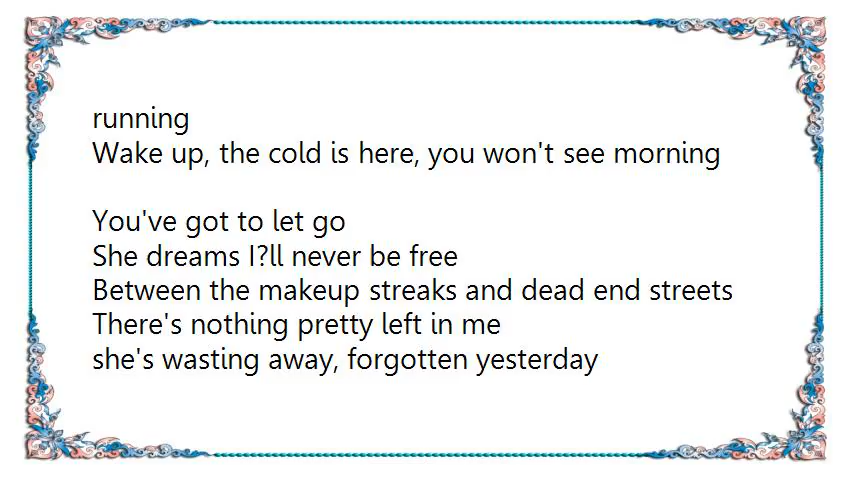 running
Wake up, the cold is here, you won't see morning
You've got to let go
She dreams I?ll never be free
Between the makeup streaks and dead end streets
There's nothing pretty left in me
she's wasting away, forgotten yesterday